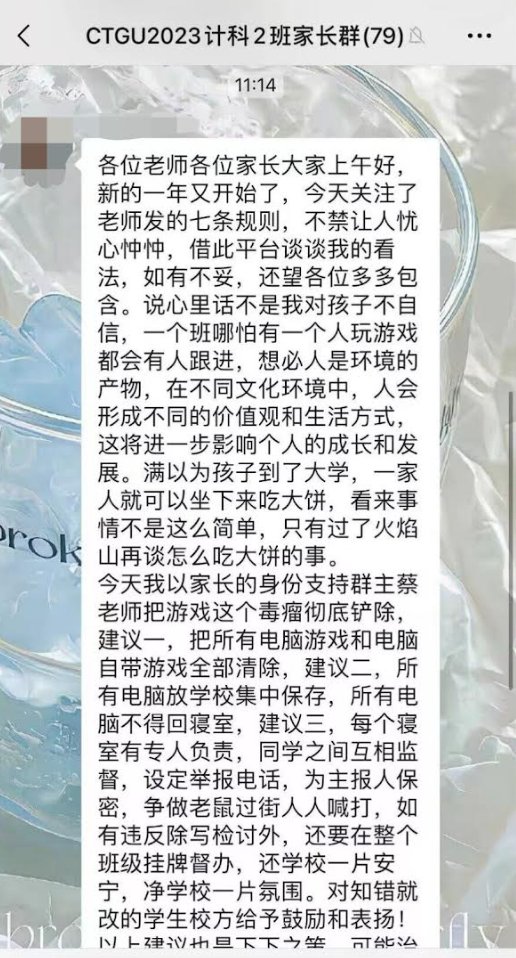 CTGU2023计科2班家长群(79)
11:14
各位老师各位家长大家上午好，
新的一年又开始了，今天关注了
老师发的七条规则，不禁让人忧
心忡忡，借此平台谈谈我的看
法，如有不妥，还望各位多多包
含。说心里话不是我对孩子不自
信，一个班哪怕有一个人玩游戏
都会有人跟进，想必人是环境的
产物，在不同文化环境中，人会
形成不同的价值观和生活方式，
这将进一步影响个人的成长和发
展。满以为孩子到了大学，一家
人就可以坐下来吃大饼，看来事
情不是这么简单，只有过了火焰
山再谈怎么吃大饼的事。
今天我以家长的身份支持群主蔡
老师把游戏这个毒瘤彻底铲除，
建议一，把所有电脑游戏和电脑
自带游戏全部清除，建议二，所
有电脑放学校集中保存，所有电
脑不得回寝室，建议三，每个寝
室有专人负责，同学之间互相监
督，设定举报电话，为主报人保
密，争做老鼠过街人人喊打，如
有违反除写检讨外，还要在整个
班级挂牌督办，还学校一片安
宁，净学校一片氛围。对知错就
改的学生校方给予鼓励和表扬！
以上建议也是下下之策，可能治